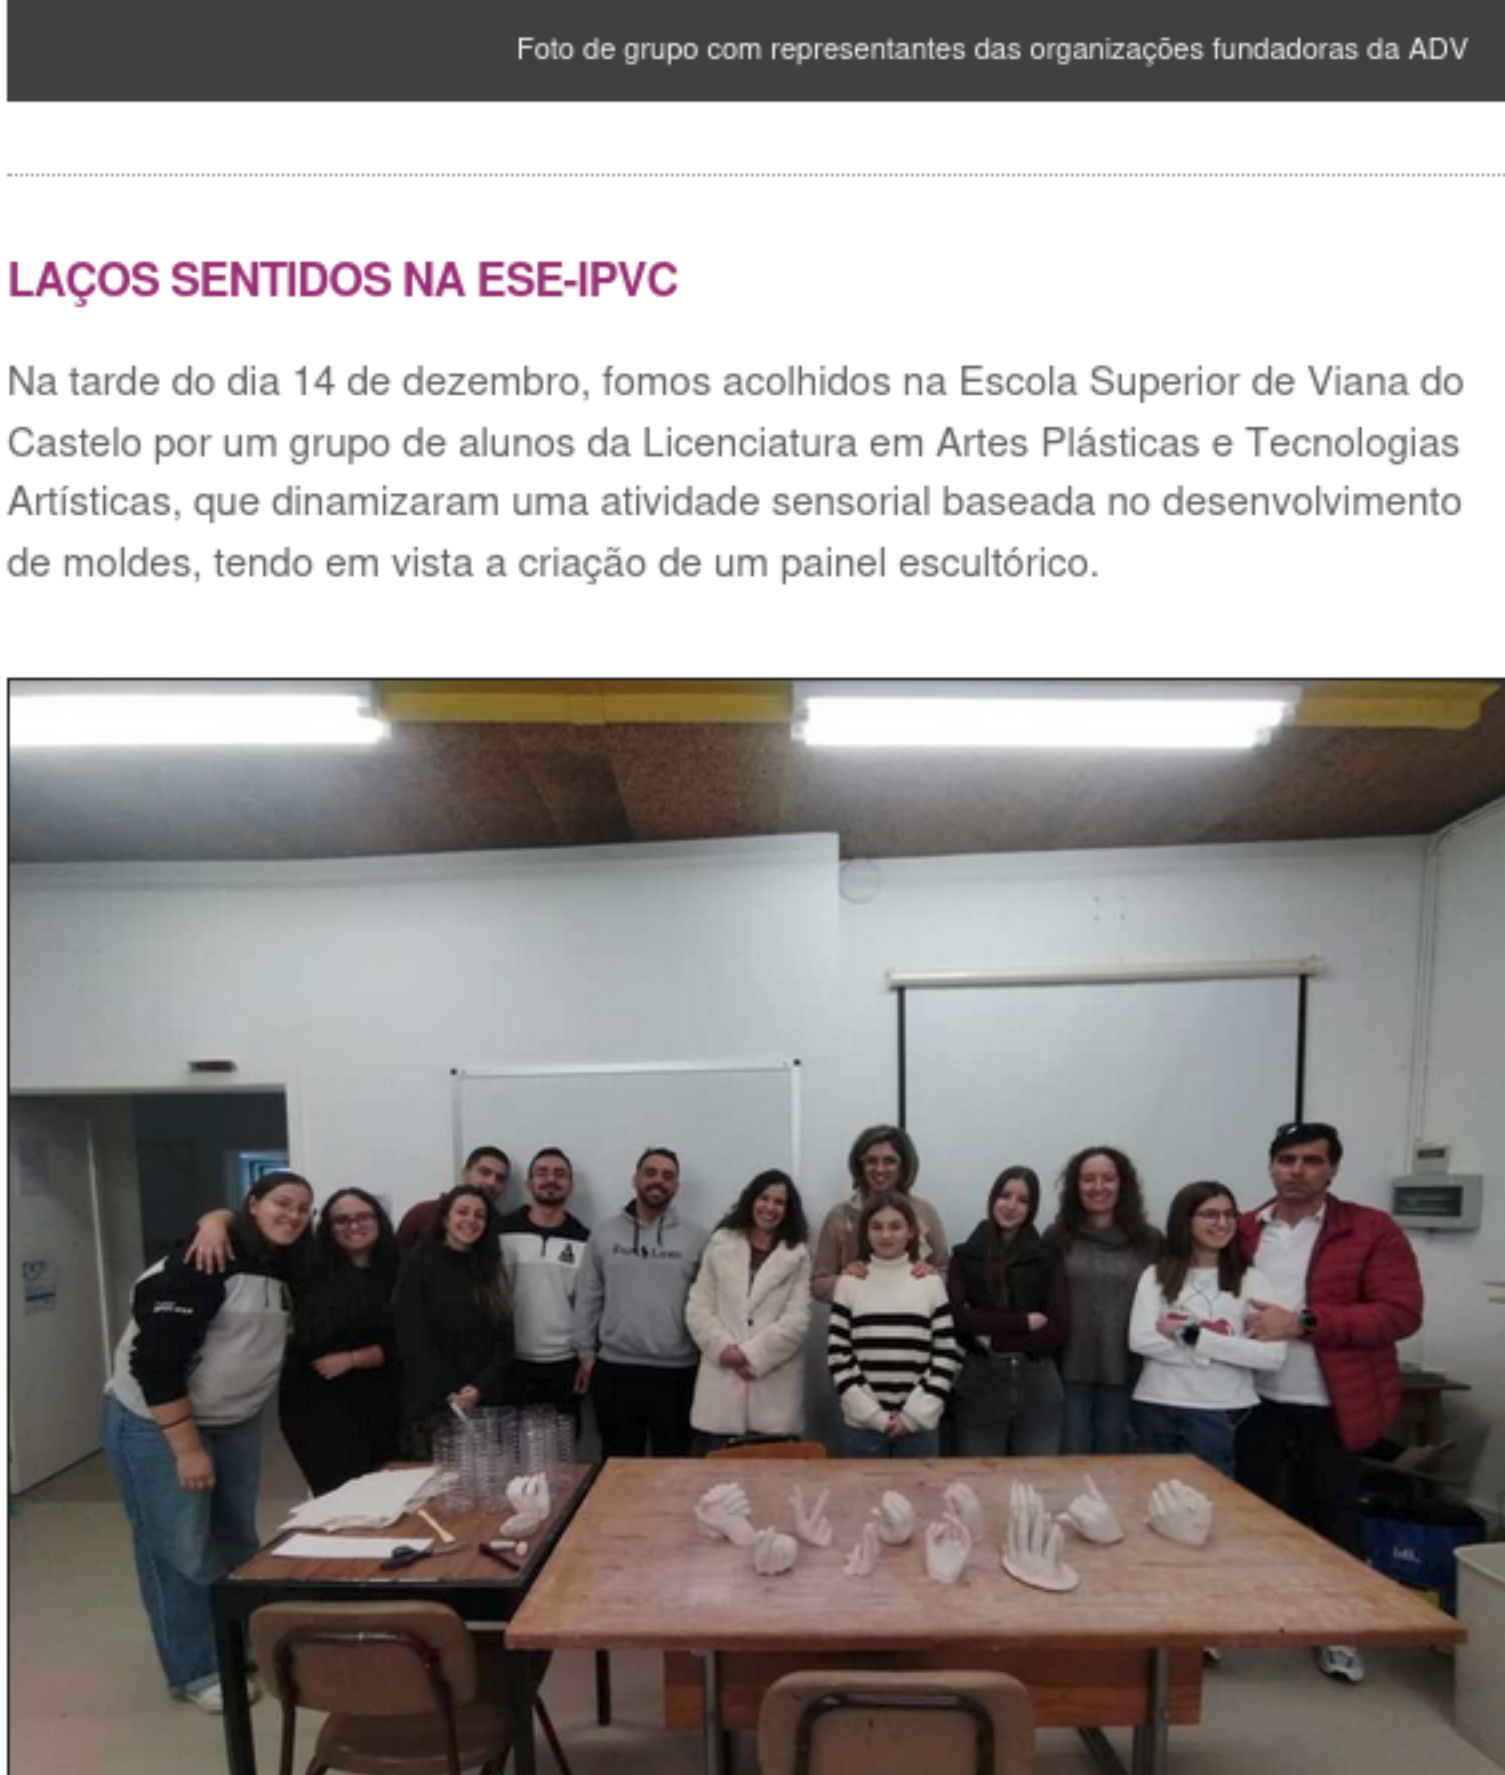 Foto de grupo com representantes das organizações fundadoras da ADV
LAÇOS SENTIDOS NA ESE-IPVC
Na tarde do dia 14 de dezembro, fomos acolhidos na Escola Superior de Viana do
Castelo por um grupo de alunos da Licenciatura em Artes Plásticas e Tecnologias
Artísticas, que dinamizaram uma atividade sensorial baseada no desenvolvimento
de moldes, tendo em vista a criação de um painel escultórico.